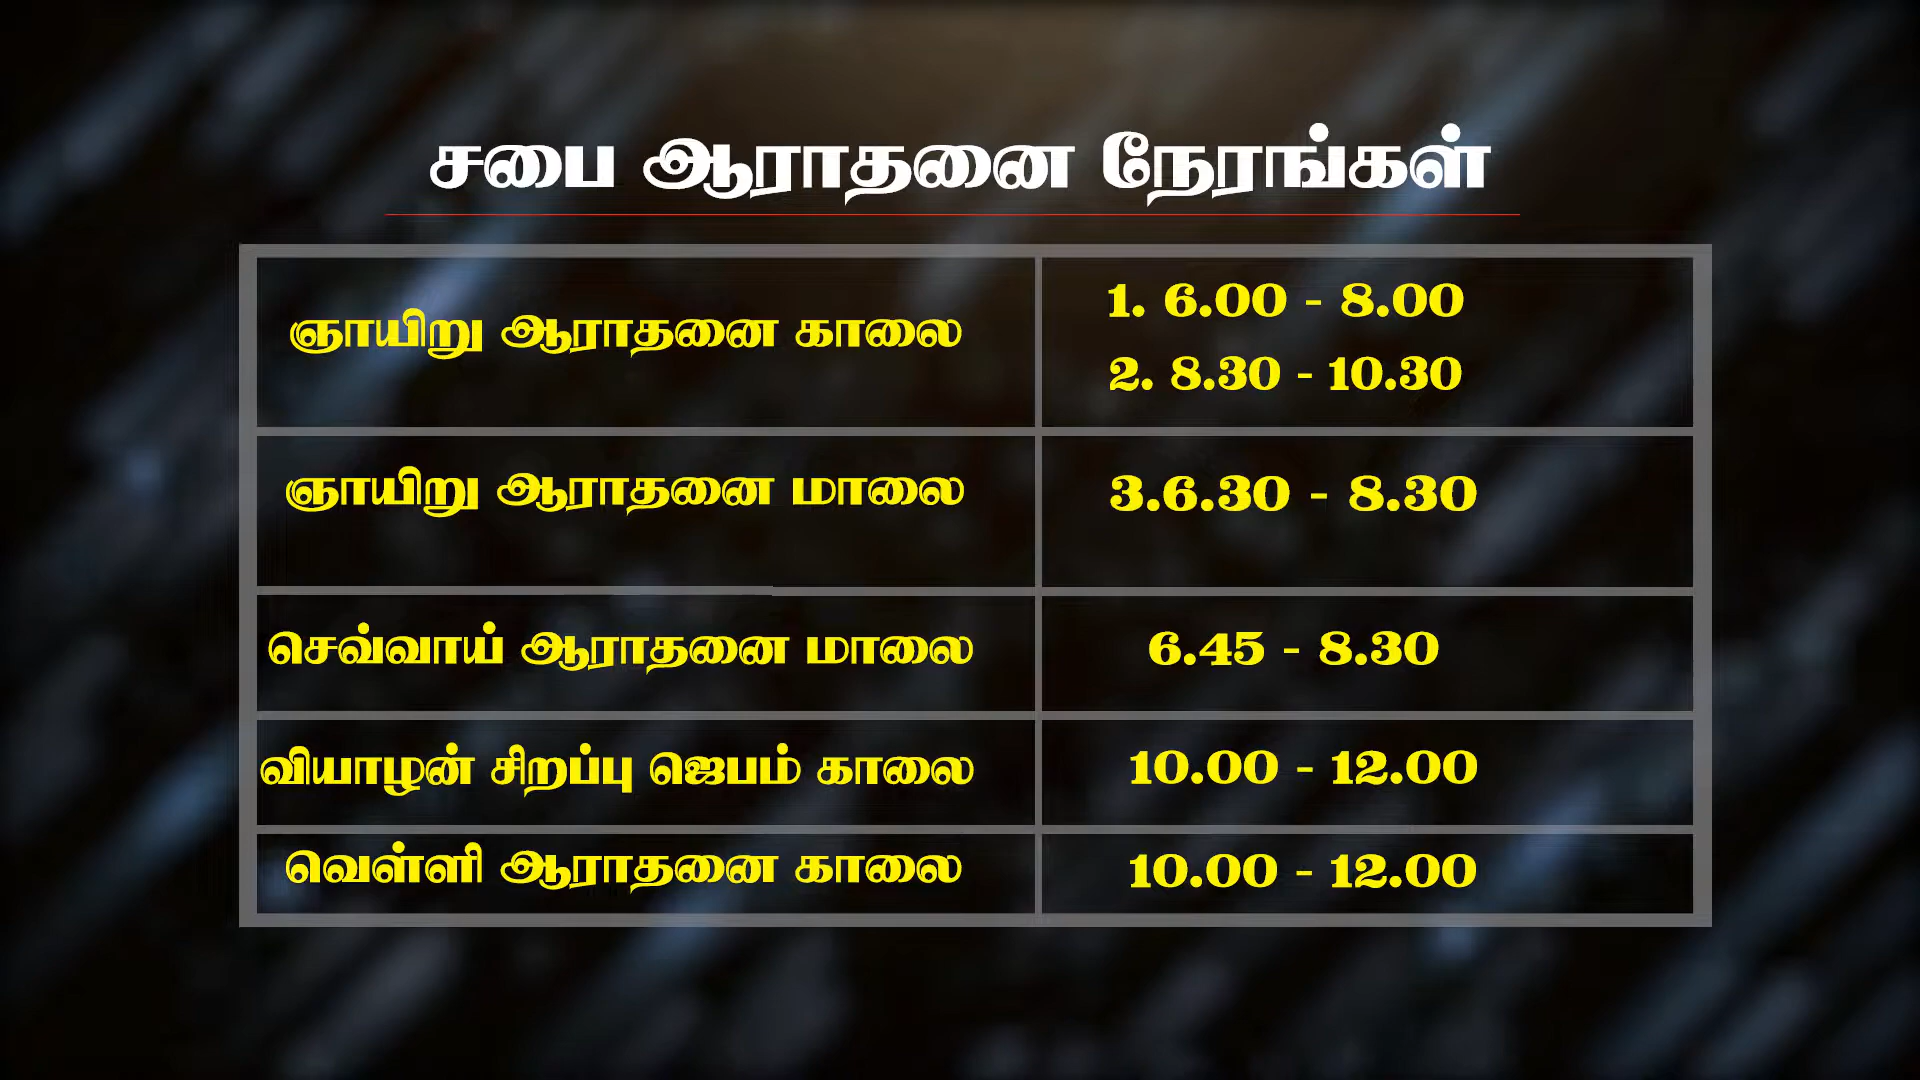 சபை ஆராதனை நேரங்கள்
ஞாயிறு ஆராதனை காலை
1. 6.00 - 8.00
2. 8.30 - 10.30
ஞாயிறு ஆராதனை மாலை
3.6.30 - 8.30
செவ்வாய் ஆராதனை மாலை
6.45 - 8.30
வியாழன் சிறப்பு ஜெபம் காலை
10.00 - 12.00
வெள்ளி ஆராதனை காலை
10.00 - 12.00